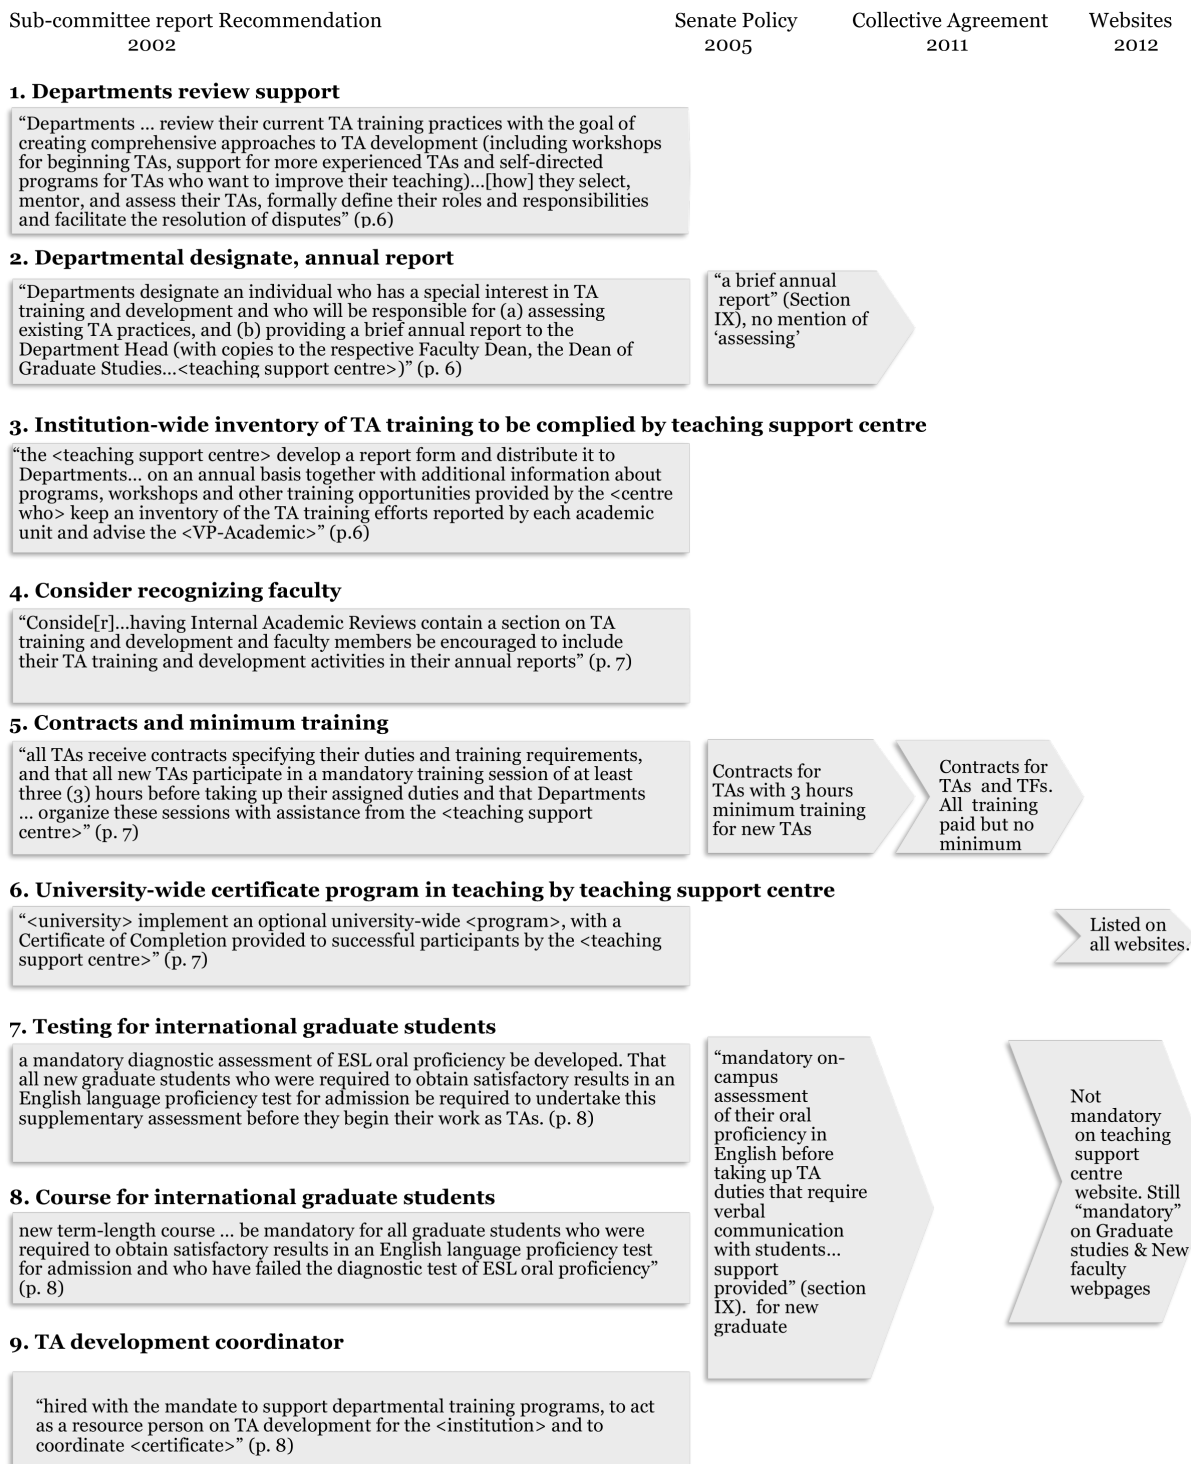 Sub-committee report Recommendation Senate Policy Collective Agreement Websites
2002 2005 2011 2012
1. Departments review support
“Departments ... review their current TA training practices with the goal of
creating comprehensive approaches to TA development (including workshops
for beginning TAs, support for more experienced TAs and self-directed
programs for TAs who want to improve their teaching)...[how] they select,
mentor, and assess their TAs, formally define their roles and responsibilities
and facilitate the resolution of disputes” (p.6)
2. Departmental designate, annual report
“Departments designate an individual who has a special interest in TA
training and development and who will be responsible for (a) assessing
existing TA practices, and (b) providing a brief annual report to the
Department Head (with copies to the respective Faculty Dean, the Dean of
Graduate Studies...<teaching support centre>)” (p. 6)
“a brief annual
report” (Section
IX), no mention of
‘assessing’
3. Institution-wide inventory of TA training to be complied by teaching support centre
“the <teaching support centre> develop a report form and distribute it to
Departments... on an annual basis together with additional information about
programs, workshops and other training opportunities provided by the <centre
who> keep an inventory of the TA training efforts reported by each academic
unit and advise the <VP-Academic>” (p.6)
4. Consider recognizing faculty
“Conside[r]...having Internal Academic Reviews contain a section on TA
training and development and faculty members be encouraged to include
their TA training and development activities in their annual reports” (p. 7)
5. Contracts and minimum training
“all TAs receive contracts specifying their duties and training requirements,
and that all new TAs participate in a mandatory training session of at least
three (3) hours before taking up their assigned duties and that Departments
... organize these sessions with assistance from the <teaching support
centre>” (p. 7)
Contracts for
TAs with 3 hours
minimum training
for new TAs
Contracts for
TAs and TFs.
All training
paid but no
minimum
6. University-wide certificate program in teaching by teaching support centre
“<university> implement an optional university-wide <program>, with a
Certificate of Completion provided to successful participants by the <teaching
support centre>” (p. 7)
Listed on
all websites.
7. Testing for international graduate students
a mandatory diagnostic assessment of ESL oral proficiency be developed. That
all new graduate students who were required to obtain satisfactory results in an
English language proficiency test for admission be required to undertake this
supplementary assessment before they begin their work as TAs. (p. 8)
“mandatory on-
campus
assessment
of their oral
proficiency in
English before
taking up TA
duties that require
verbal
communication
with students...
support
provided” (section
IX). for new
graduate
Not
mandatory
on teaching
support
centre
website. Still
“mandatory”
on Graduate
studies & New
faculty
webpages
8. Course for international graduate students
new term-length course ... be mandatory for all graduate students who were
required to obtain satisfactory results in an English language proficiency test
for admission and who have failed the diagnostic test of ESL oral proficiency”
(p. 8)
9. TA development coordinator
“hired with the mandate to support departmental training programs, to act
as a resource person on TA development for the <institution> and to
coordinate <certificate>” (p. 8)